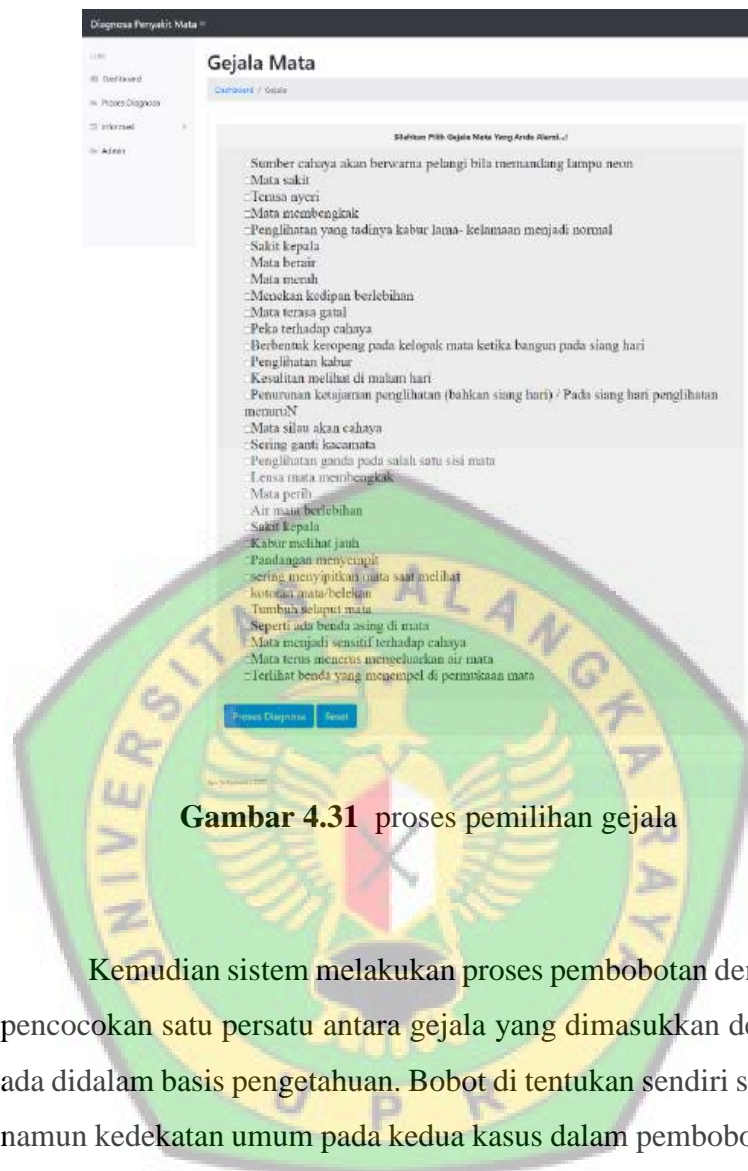 Diagnosa Penyakit Mata
Gejala Mata
Dashboard
Dashboard / Gejala
Proses Diagnosa
Informasi
Silahkan Pilih Gejala Mata Yang Anda Alami...!
Admin
Sumber cahaya akan berwarna pelangi bila memandang lampu neon
Mata sakit
Terasa nyeri
Mata membengkak
Penglihatan yang tadinya kabur lama- kelamaan menjadi normal
Sakit kepala
Mata berair
Mata merah
Menekan kedipan berlebihan
Mata terasa gatal
Peka terhadap cahaya
Berbentuk keropeng pada kelopak mata ketika bangun pada siang hari
Penglihatan kabur
Kesulitan melihat di malam hari
Penurunan ketajaman penglihatan (bahkan siang hari) / Pada siang hari penglihatan
menuruN
Mata silau akan cahaya
Sering ganti kacamata
Penglihatan ganda pada salah satu sisi mata
Lensa mata membengkak
Mata perih
Air mata berlebihan
Sakit kepala
Kabur melihat jauh
Pandangan menyempit
sering menyipitkan mata saat melihat
kotoran mata/belekan
Tumbuh selaput mata
Seperti ada benda asing di mata
Mata menjadi sensitif terhadap cahaya
Mata terus menerus mengeluarkan air mata
Terlihat benda yang menempel di permukaan mata
Proses Diagnosa Reset
UNIVERSITAS PALANGKA RAYA
Gambar 4.31 proses pemilihan gejala
Kemudian sistem melakukan proses pembobotan
pencocokan satu persatu antara gejala yang dimasukkan
ada didalam basis pengetahuan. Bobot di tentukan sendiri
namun kedekatan umum pada kedua kasus dalam pembobo
U P R